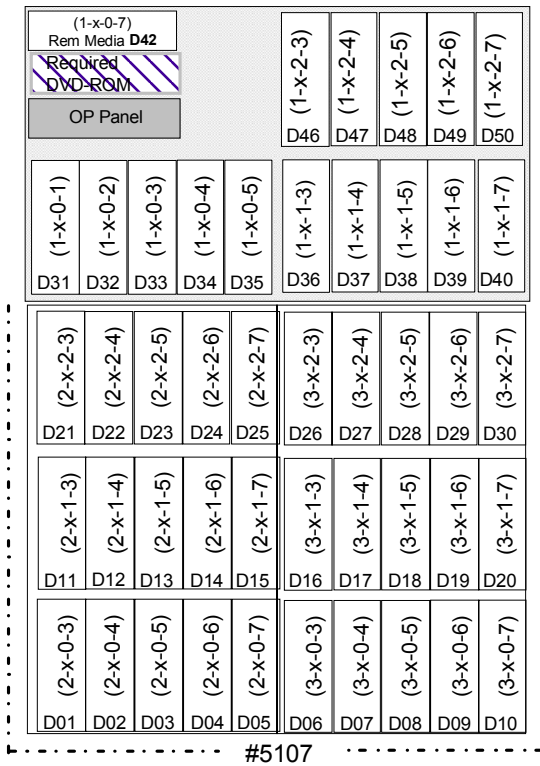 (1-x-0-7)
Rem Media D42
Required
DVD-ROM
OP Panel
(1-x-2-3) (1-x-2-4) (1-x-2-5) (1-x-2-6) (1-x-2-7)
D46 D47 D48 D49 D50
(1-x-0-1) (1-x-0-2) (1-x-0-3) (1-x-0-4) (1-x-0-5) (1-x-1-3) (1-x-1-4) (1-x-1-5) (1-x-1-6) (1-x-1-7)
D31 D32 D33 D34 D35 D36 D37 D38 D39 D40
(2-x-2-3) (2-x-2-4) (2-x-2-5) (2-x-2-6) (2-x-2-7) (3-x-2-3) (3-x-2-4) (3-x-2-5) (3-x-2-6) (3-x-2-7)
D21 D22 D23 D24 D25 D26 D27 D28 D29 D30
(2-x-1-3) (2-x-1-4) (2-x-1-5) (2-x-1-6) (2-x-1-7) (3-x-1-3) (3-x-1-4) (3-x-1-5) (3-x-1-6) (3-x-1-7)
D11 D12 D13 D14 D15 D16 D17 D18 D19 D20
(2-x-0-3) (2-x-0-4) (2-x-0-5) (2-x-0-6) (2-x-0-7) (3-x-0-3) (3-x-0-4) (3-x-0-5) (3-x-0-6) (3-x-0-7)
D01 D02 D03 D04 D05 D06 D07 D08 D09 D10
#5107